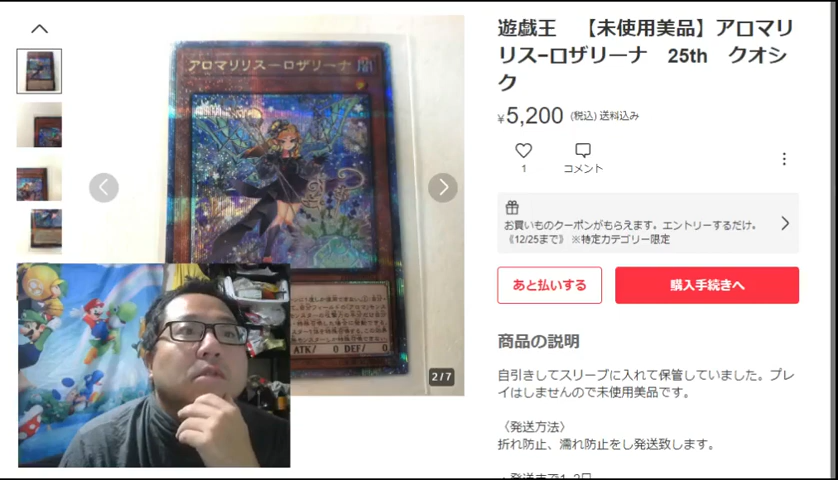 アロマリリス-ロザリーナ
ATK/ 0 DEF/ 0
2/7
遊戯王 【未使用美品】アロマリ
リス-ロザリーナ 25th クオシ
ク
¥5,200 (税込) 送料込み
1
コメント
お買いものクーポンがもらえます。エントリーするだけ。
《12/25まで》 ※特定カテゴリー限定
あと払いする
購入手続きへ
商品の説明
自引きしてスリーブに入れて保管していました。プレ
イはしませんので未使用美品です。
〈発送方法〉
折れ防止、濡れ防止をし発送致します。